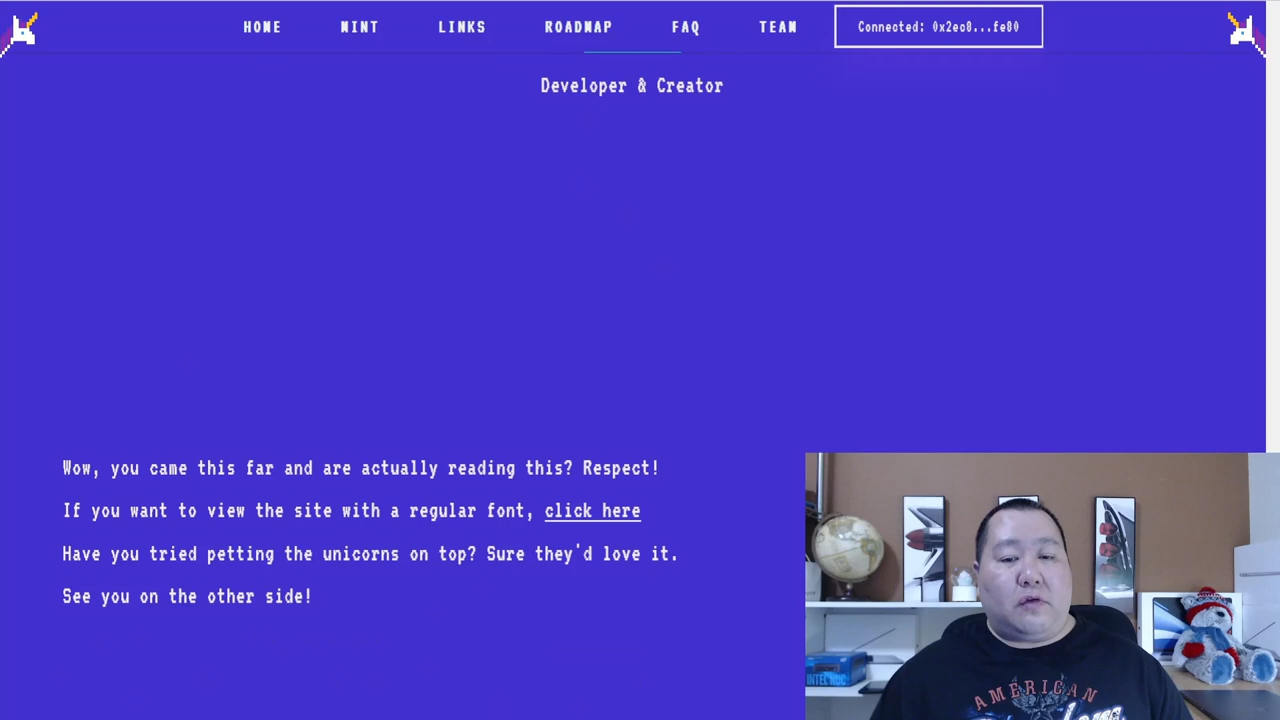 HOME MINT LINKS ROADMAP FAQ TEAM Connected: 0x2ec8...fe80
Developer & Creator
Wow, you came this far and are actually reading this? Respect!
If you want to view the site with a regular font, click here
Have you tried petting the unicorns on top? Sure they'd love it.
See you on the other side!
INTEL NUC
AMERICAN